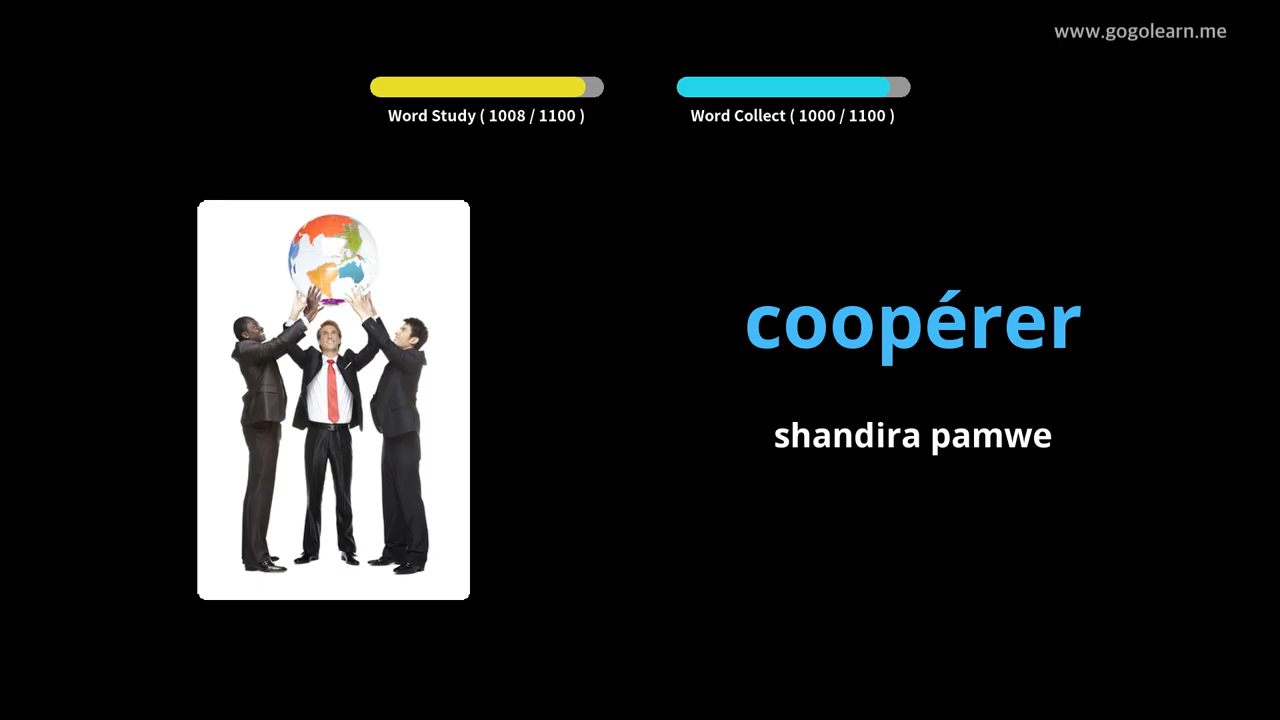 www.gogolearn.me
Word Study ( 1008 / 1100 )
Word Collect ( 1000 / 1100 )
coopérer
shandira pamwe